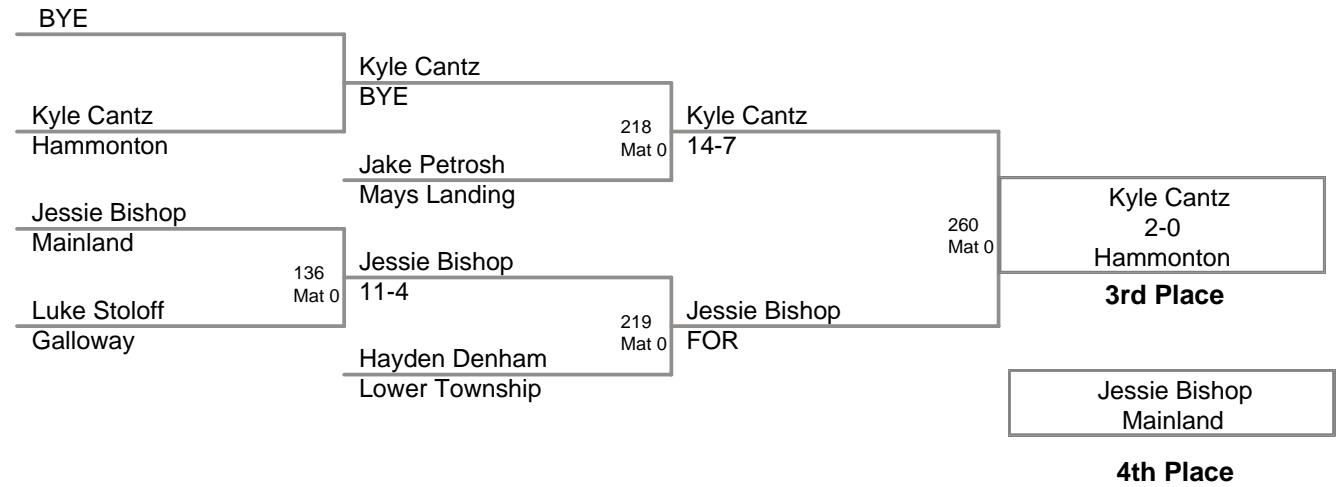 BYE
Kyle Cantz
BYE
Kyle Cantz
Hammonton
218
Mat 0
Kyle Cantz
14-7
Jake Petrosh
Mays Landing
Jessie Bishop
Mainland
136
Mat 0
Jessie Bishop
11-4
Luke Stoloff
Galloway
219
Mat 0
Jessie Bishop
FOR
Hayden Denham
Lower Township
260
Mat 0
Kyle Cantz
2-0
Hammonton
3rd Place
Jessie Bishop
Mainland
4th Place